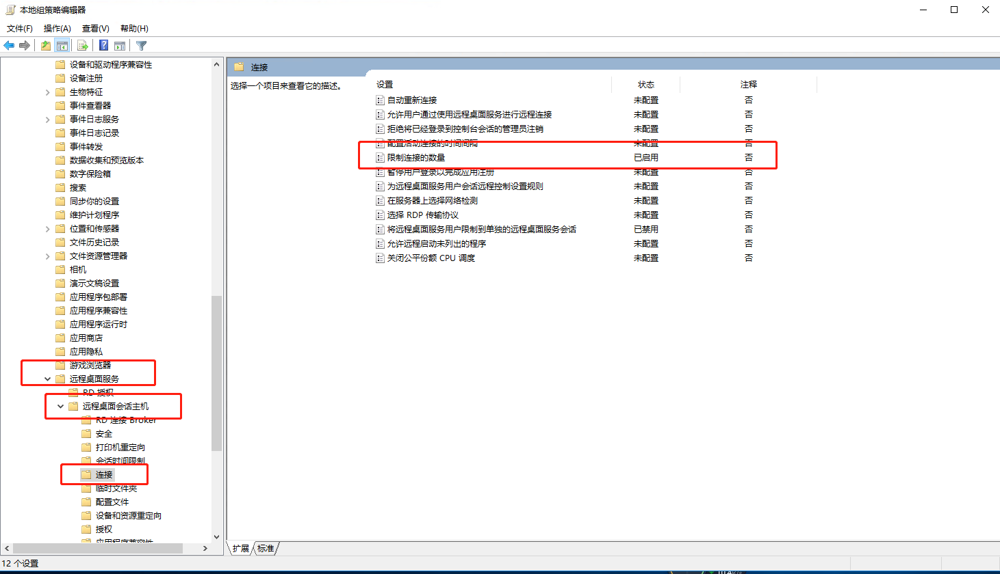 本地组策略编辑器
文件(F) 操作(A) 查看(V) 帮助(H)
设备和驱动程序兼容性
设备注册
生物特征
事件查看器
事件日志服务
事件日志记录
事件转发
数据收集和预览版本
数字保险箱
搜索
同步你的设置
维护计划程序
位置和传感器
文件历史记录
文件资源管理器
相机
演示文稿设置
应用程序包部署
应用程序兼容性
应用程序运行时
应用商店
应用隐私
游戏浏览器
远程桌面服务
RD 授权
远程桌面会话主机
RD 连接 Broker
安全
打印机重定向
会话时间限制
连接
临时文件夹
配置文件
设备和资源重定向
授权
应用程序兼容性
连接
选择一个项目来查看它的描述。
设置 状态 注释
自动重新连接 未配置 否
允许用户通过使用远程桌面服务进行远程连接 未配置 否
拒绝将已经登录到控制台会话的管理员注销 未配置 否
配置活动连接的时间间隔 未配置 否
限制连接的数量 已启用 否
暂停用户登录以完成应用注册 未配置 否
为远程桌面服务用户会话远程控制设置规则 未配置 否
在服务器上选择网络检测 未配置 否
选择 RDP 传输协议 未配置 否
将远程桌面服务用户限制到单独的远程桌面服务会话 已禁用 否
允许远程启动未列出的程序 未配置 否
关闭公平份额 CPU 调度 未配置 否
扩展 标准
12 个设置